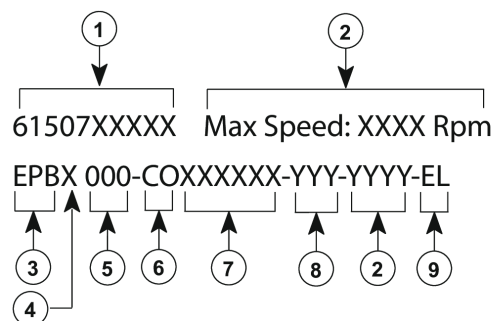 1 2
61507XXXXX Max Speed: XXXX Rpm
EPBX 000-COXXXXXX-YYY-YYYY-EL
3 5 6 7 8 2 9
4